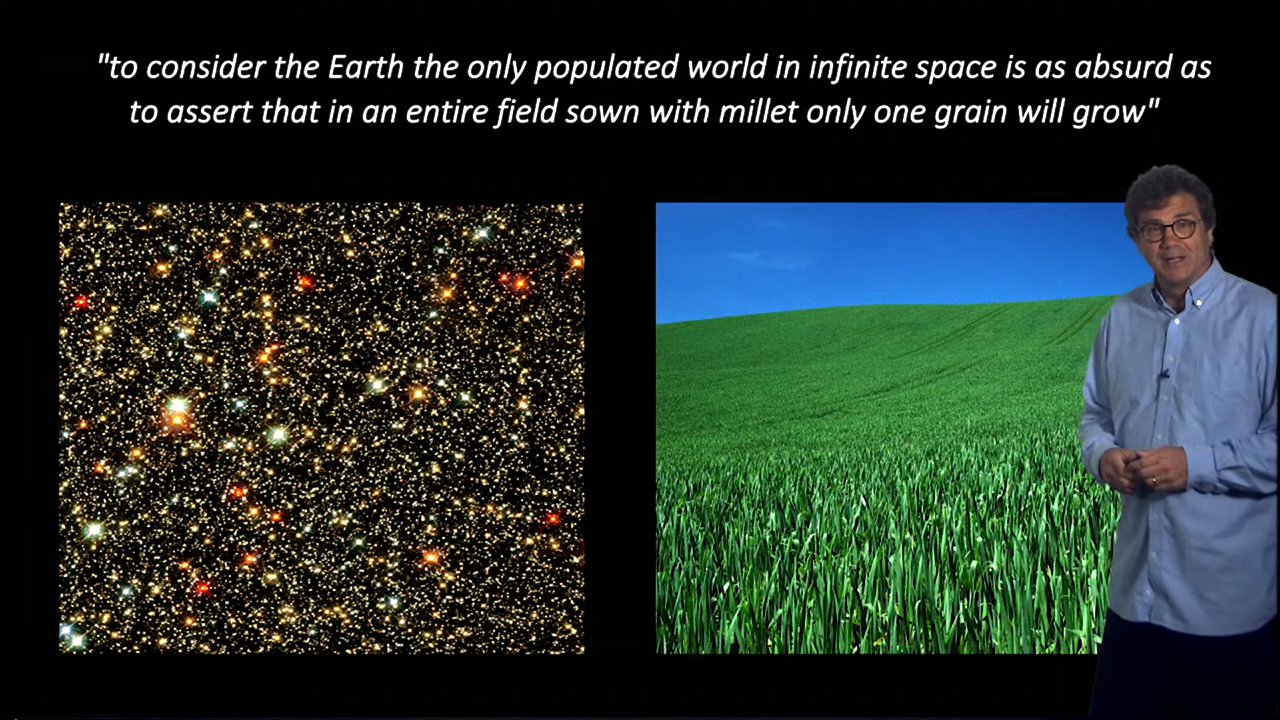 "to consider the Earth the only populated world in infinite space is as absurd as
to assert that in an entire field sown with millet only one grain will grow"